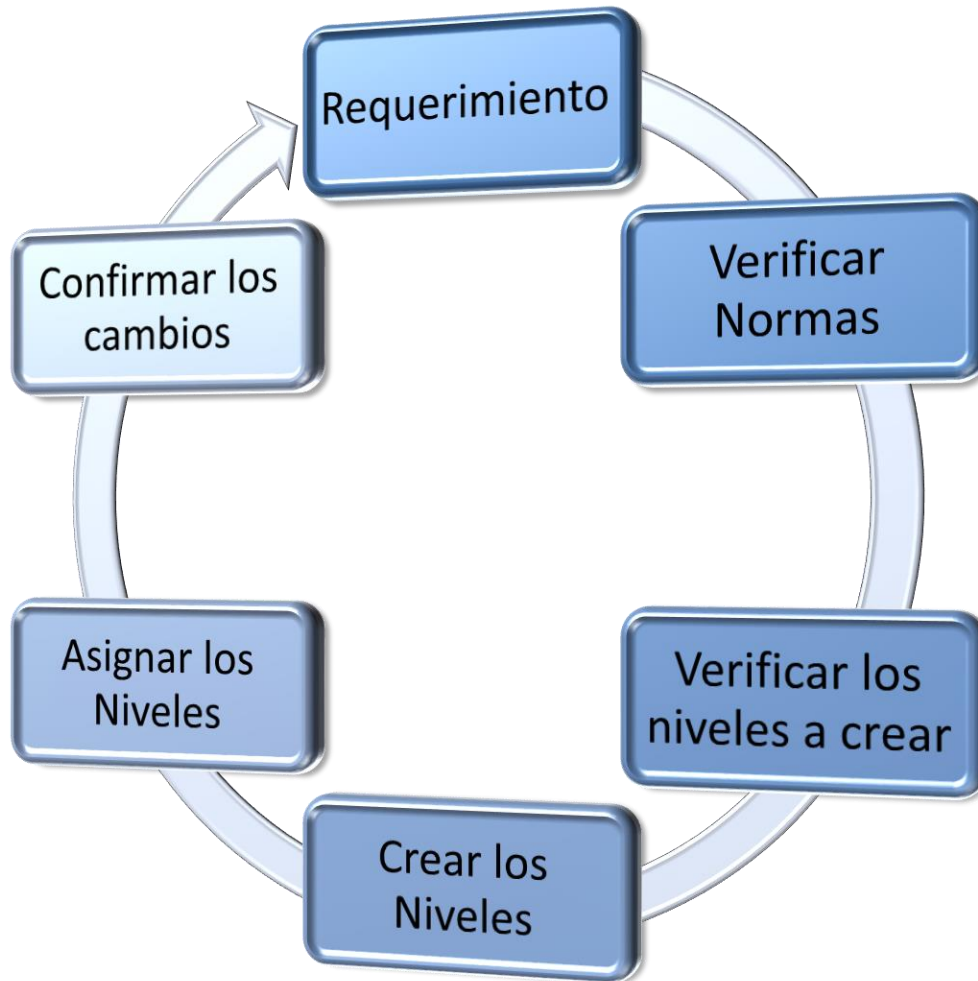 Requerimiento
Verificar
Normas
Verificar los
niveles a crear
Crear los
Niveles
Asignar los
Niveles
Confirmar los
cambios